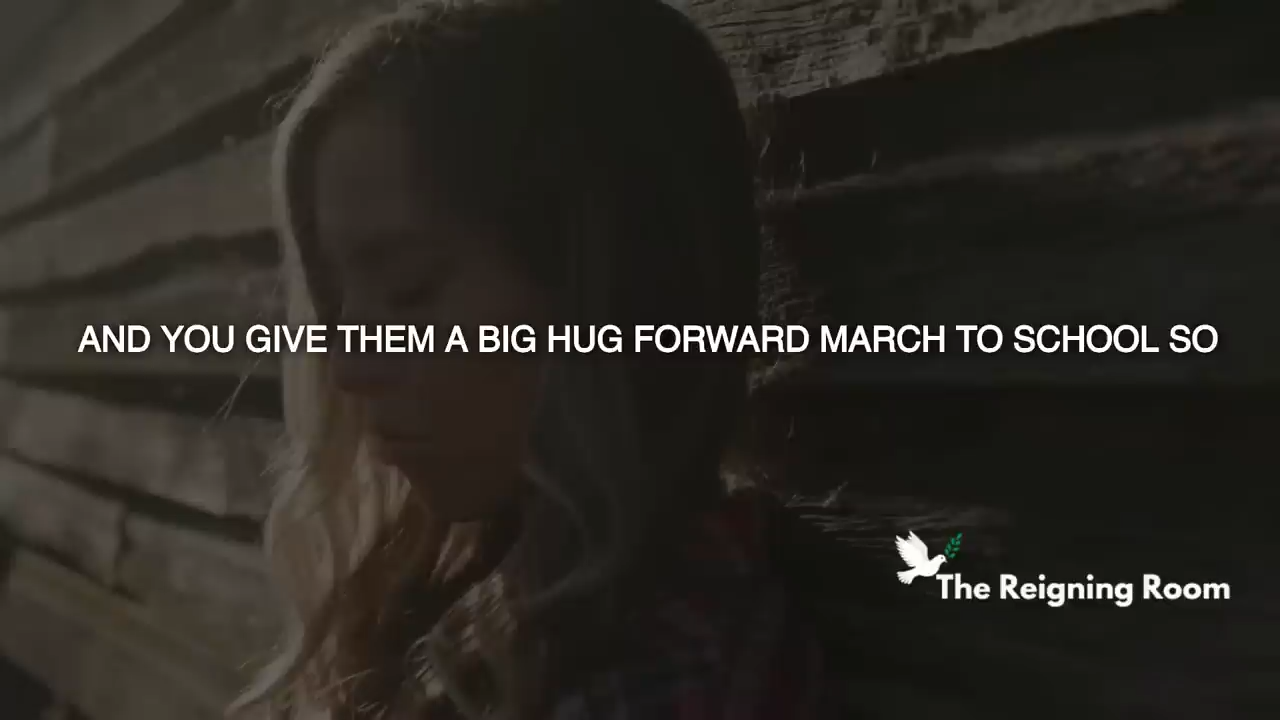 AND YOU GIVE THEM A BIG HUG FORWARD MARCH TO SCHOOL SO
The Reigning Room